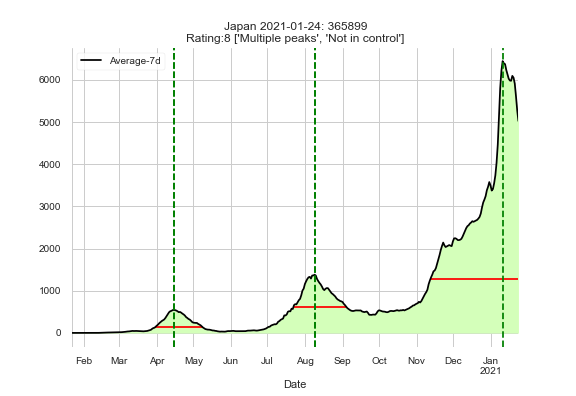 Japan 2021-01-24: 365899
Rating:8 ['Multiple peaks', 'Not in control']
Average-7d
6000
5000
4000
3000
2000
1000
0
Feb Mar Apr May Jun Jul Aug Sep Oct Nov Dec Jan
2021
Date